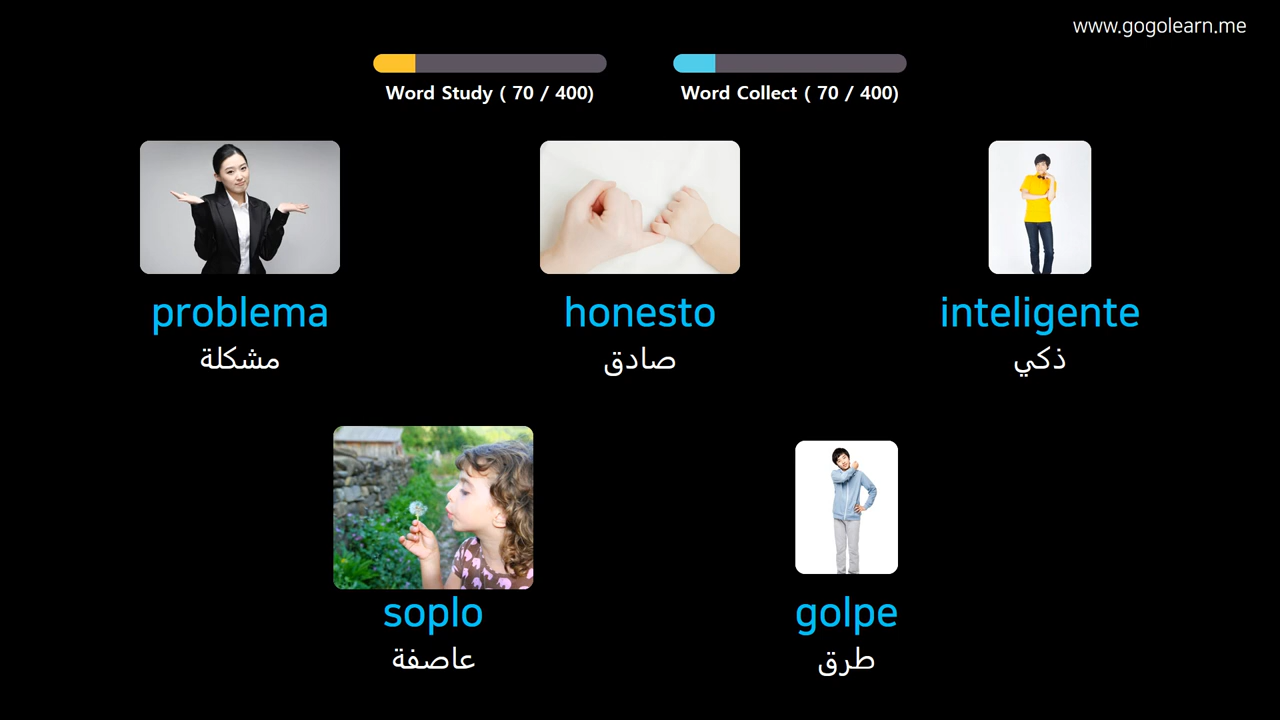 www.gogolearn.me
Word Study ( 70 / 400)
Word Collect ( 70 / 400)
problema
honesto
inteligente
مشكلة
صادق
ذكي
soplo
golpe
عاصفة
طرق